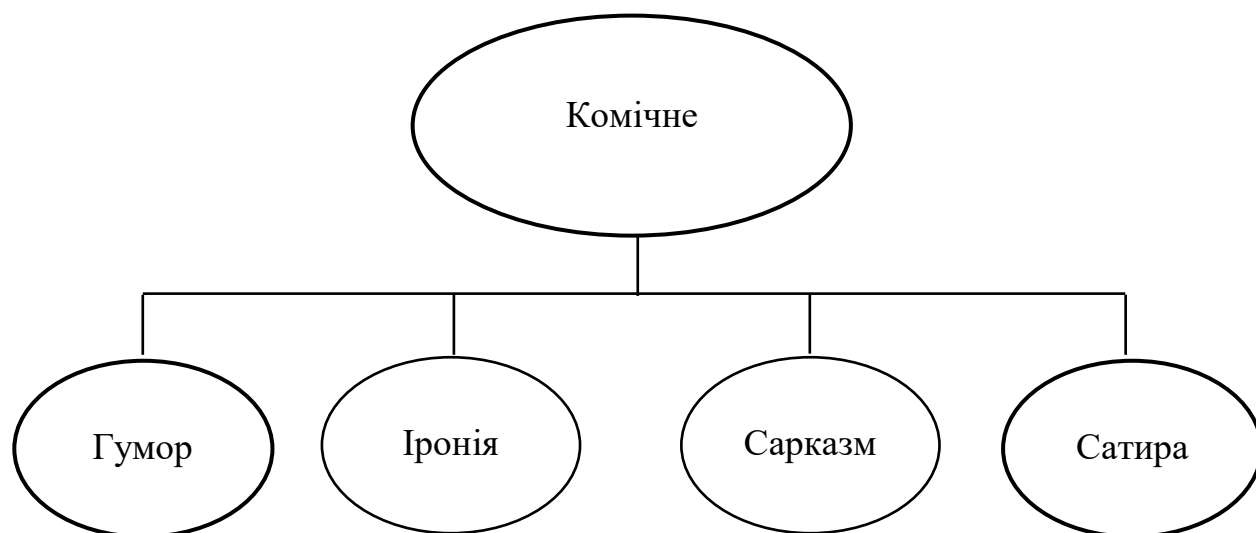 Комічне
Гумор
Іронія
Сарказм
Сатира